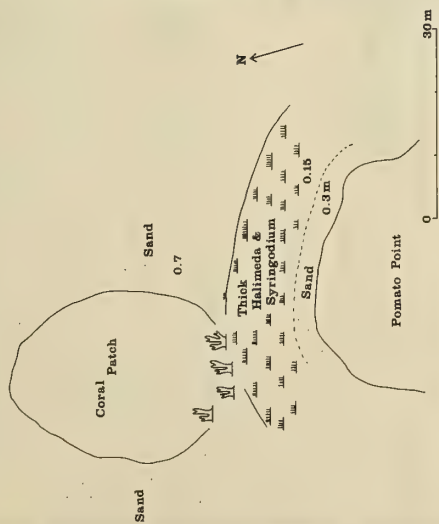 N
30 m
0
Sand
0.7
Coral
Patch
Sand
Thick
Halimeda &
Syringodium
0.15
Sand
0.3 m
Pomato Point